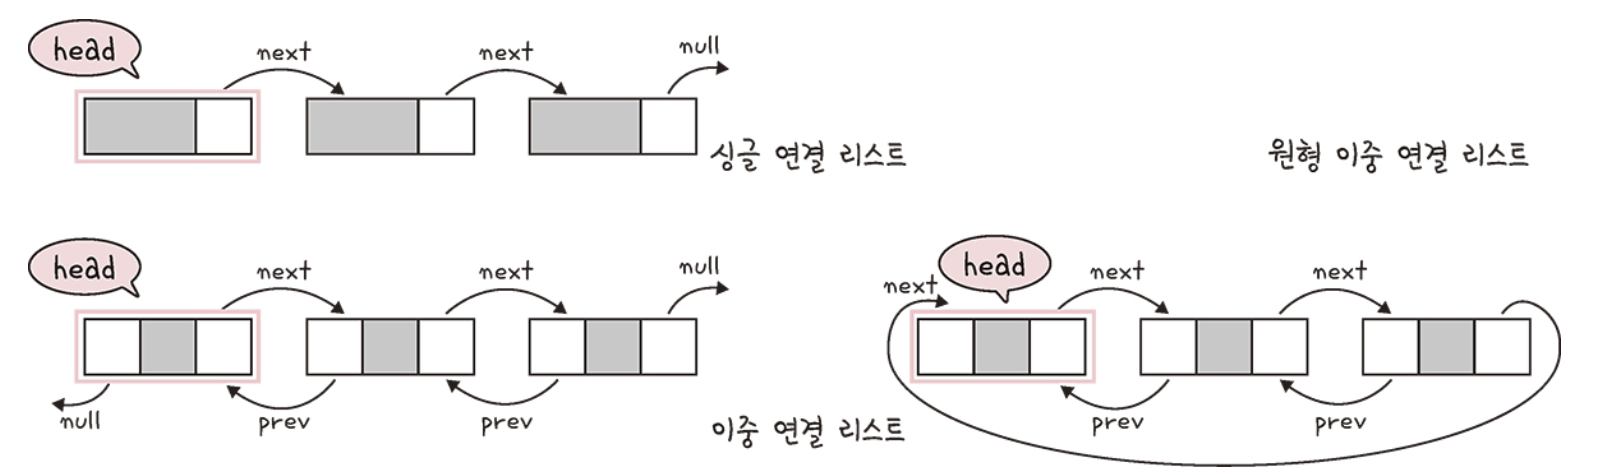 head
next
next
null
싱글 연결 리스트
원형 이중 연결 리스트
head
next
next
null
null
prev
prev
이중 연결 리스트
next
head
next
next
prev
prev